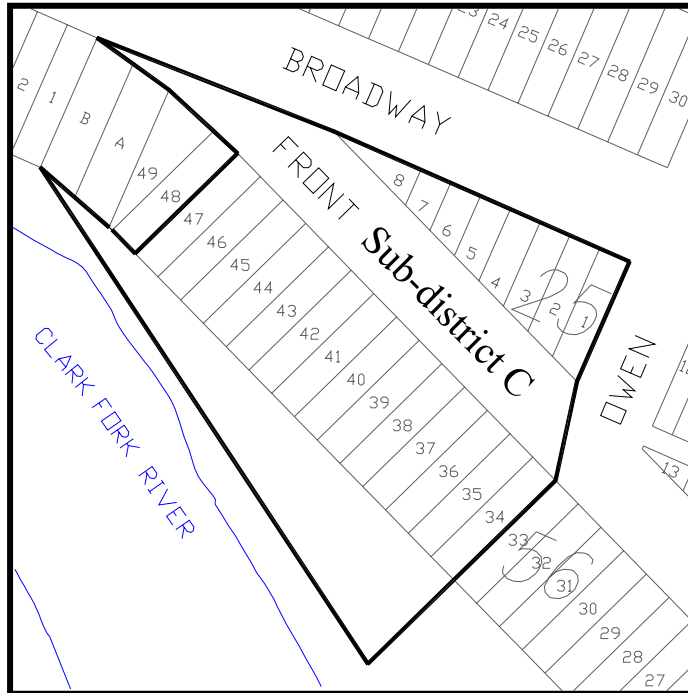 23 24 25 26 27 28 29 30
BROADWAY
2 1 B A 49 48 47 46 45 44 43 42 41 40 39 38 37 36 35 34 33 32 31 30 29 28 27
FRONT
Sub-district C
8 7 6 5 4 3 2 1
25
OWEN
13
56
CLARK FORK RIVER